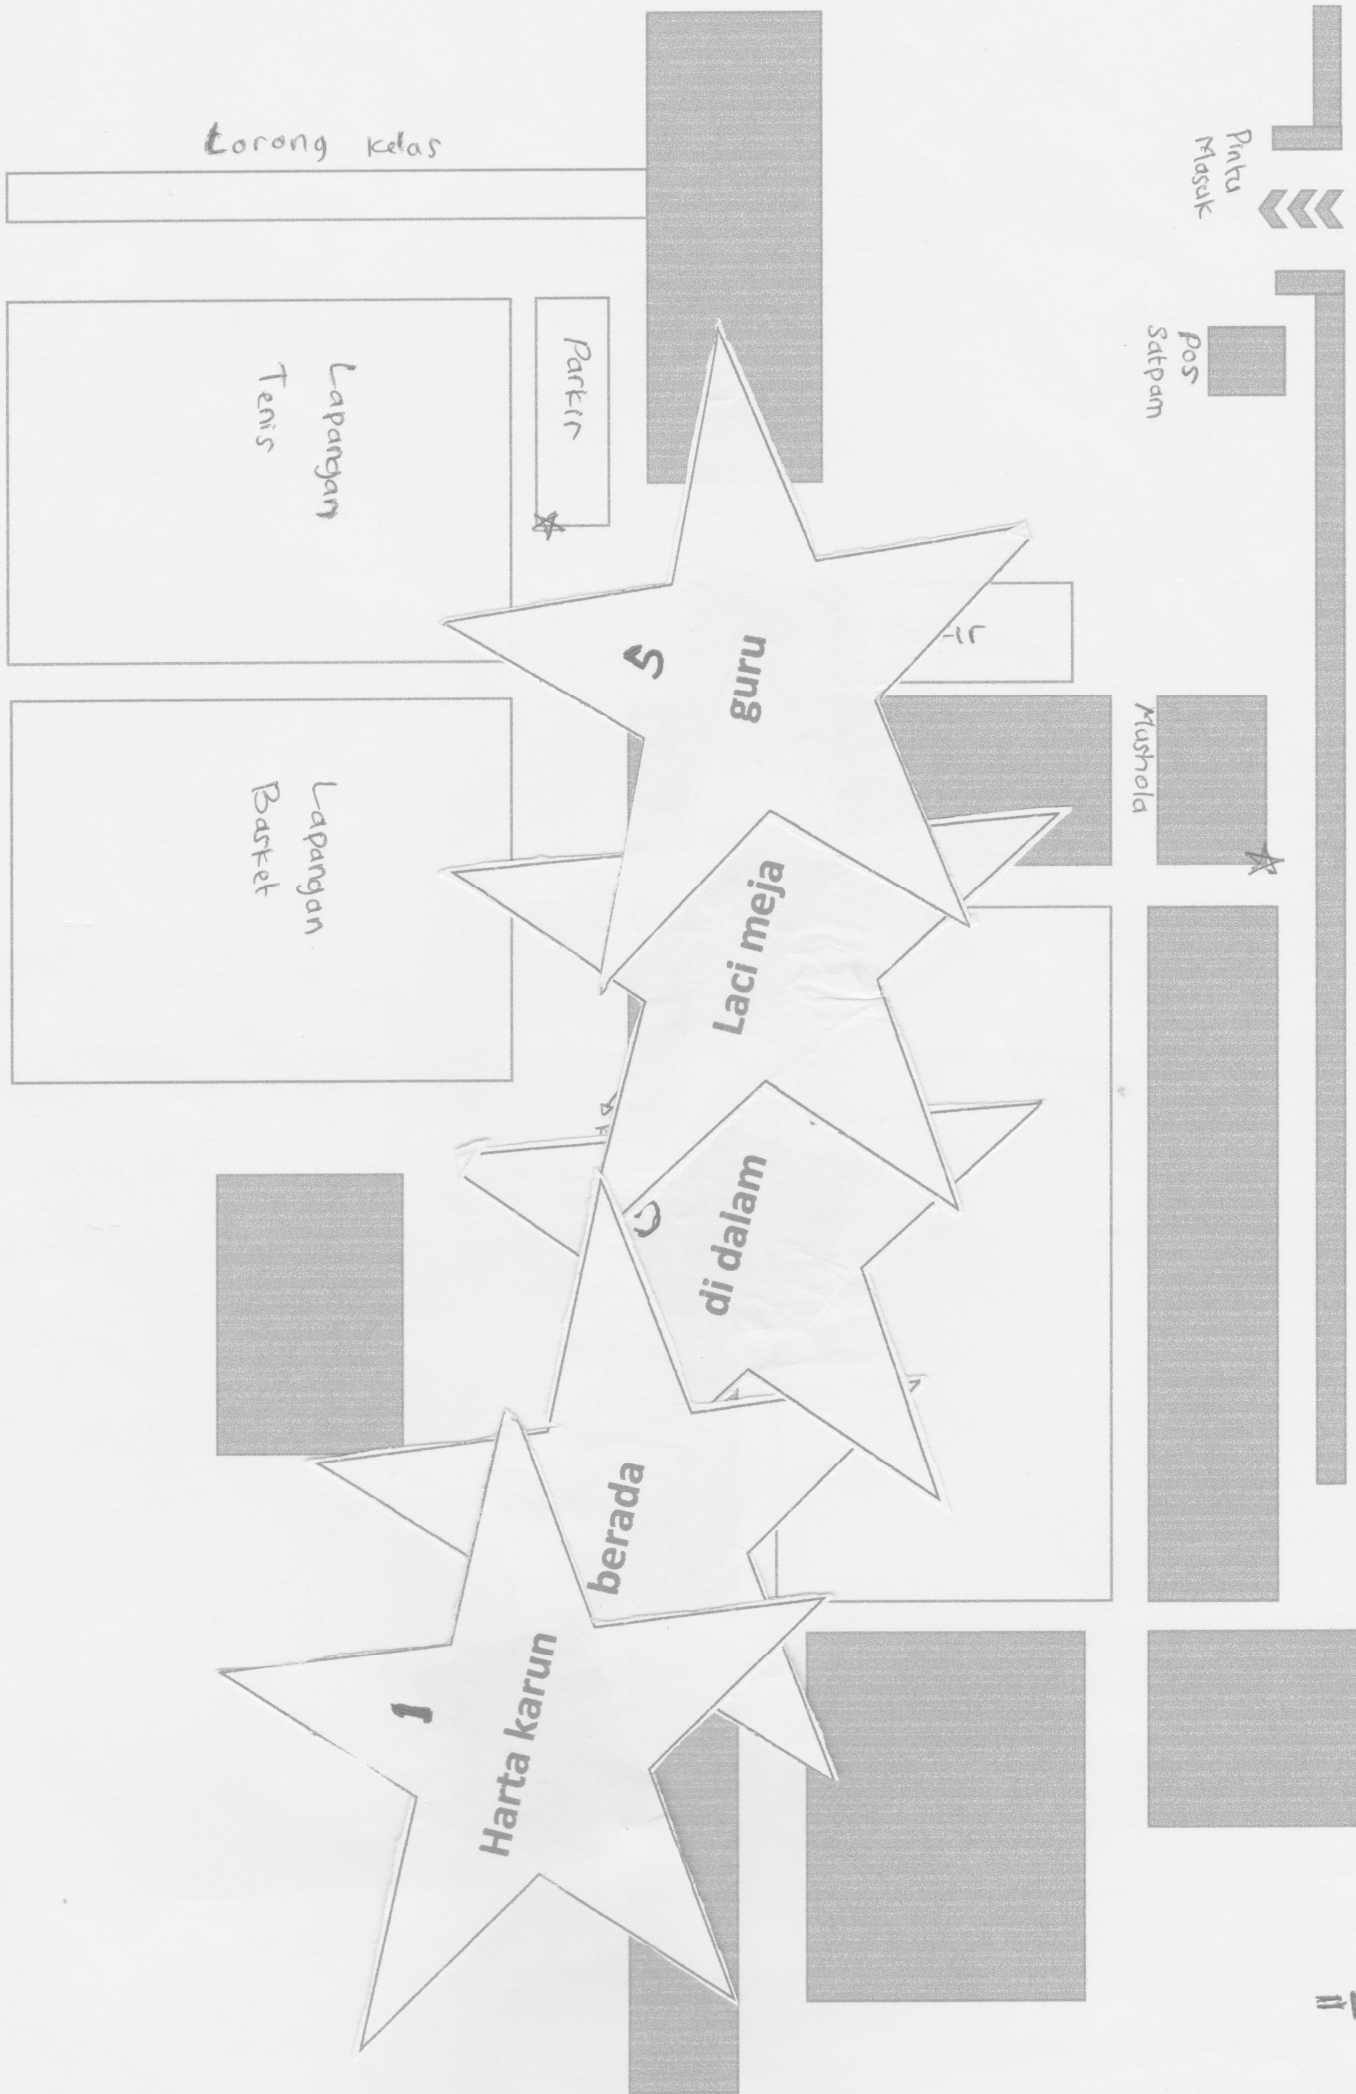 Lorong kelas
Pintu
Masuk
Pos
Satpam
Parkir
Lapangan
Tenis
Mushola
Lapangan
Basket
1
Harta karun
berada
di dalam
Laci meja
5
guru